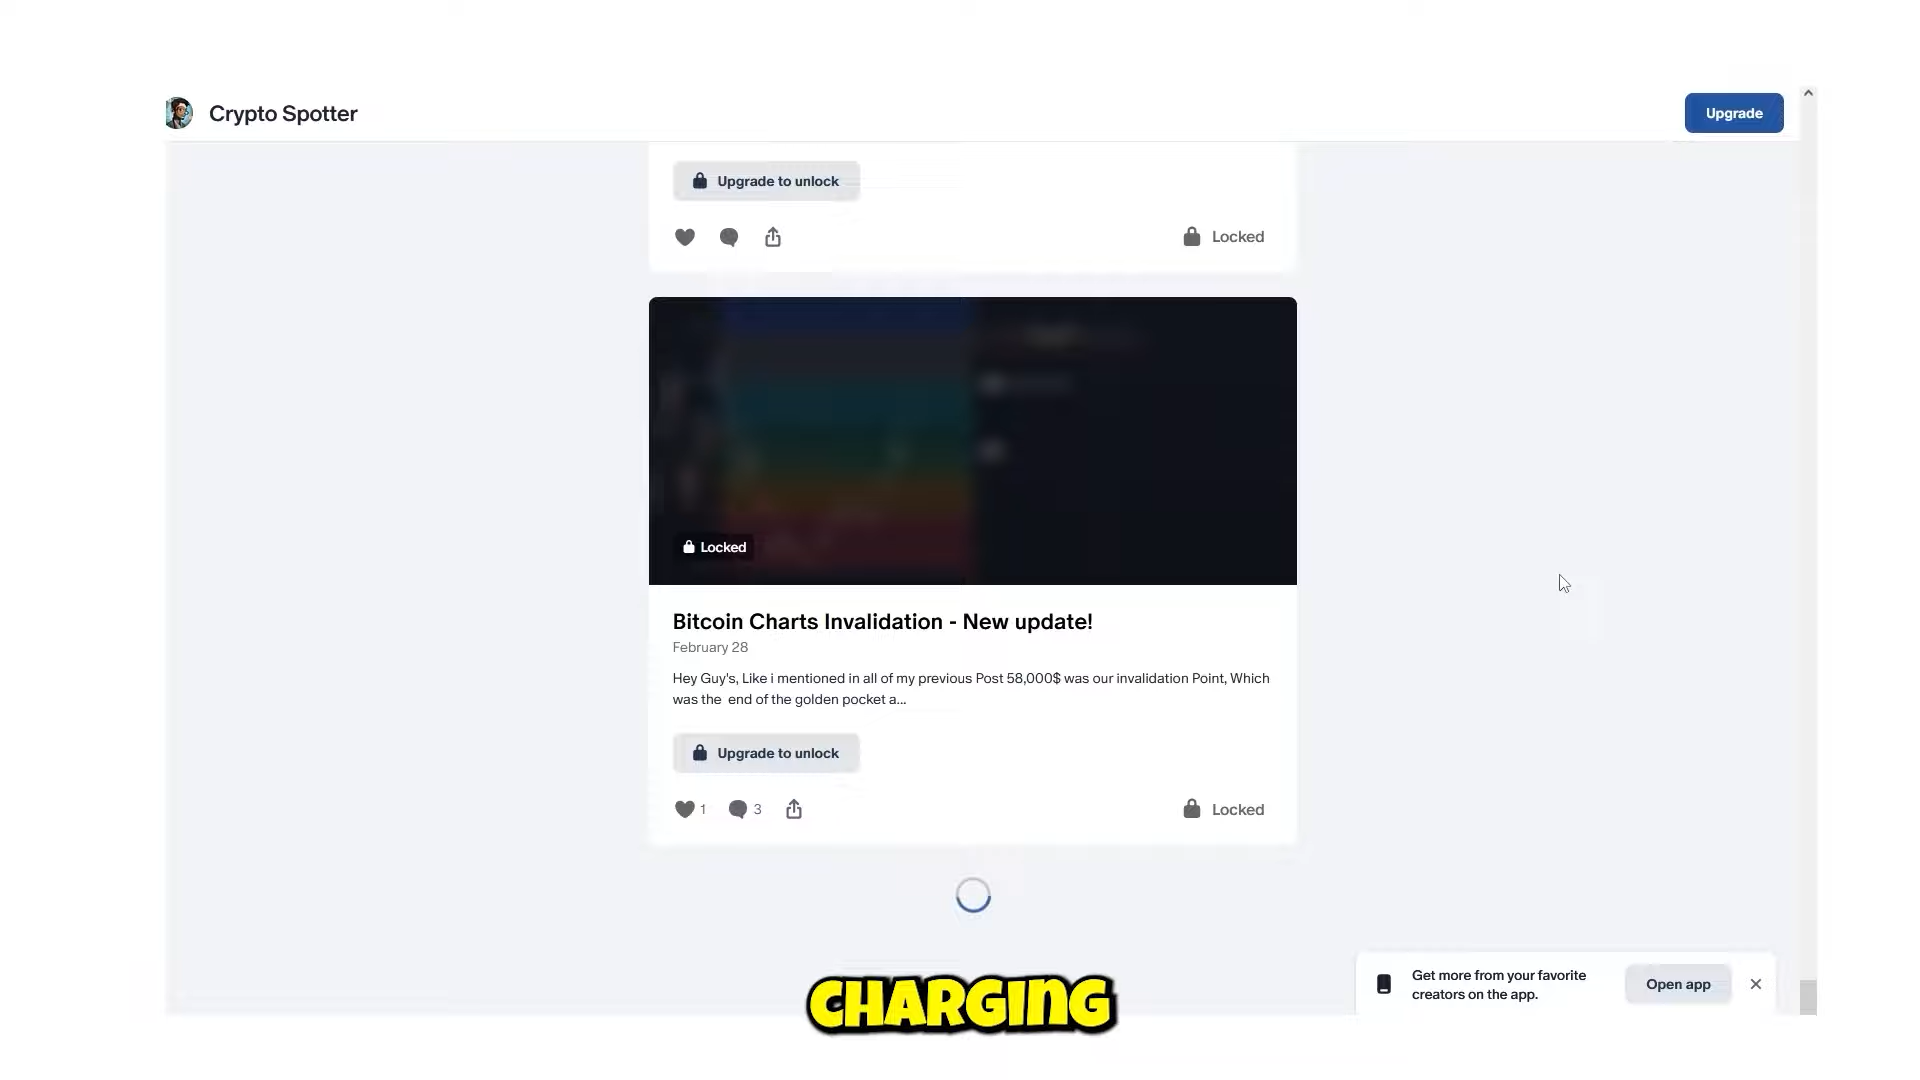 Crypto Spotter
Upgrade
Upgrade to unlock
Locked
Locked
Bitcoin Charts Invalidation - New update!
February 28
Hey Guy's, Like i mentioned in all of my previous Post 58,000$ was our invalidation Point, Which
was the end of the golden pocket a...
Upgrade to unlock
1
3
Locked
Get more from your favorite
creators on the app.
Open app
CHARGING